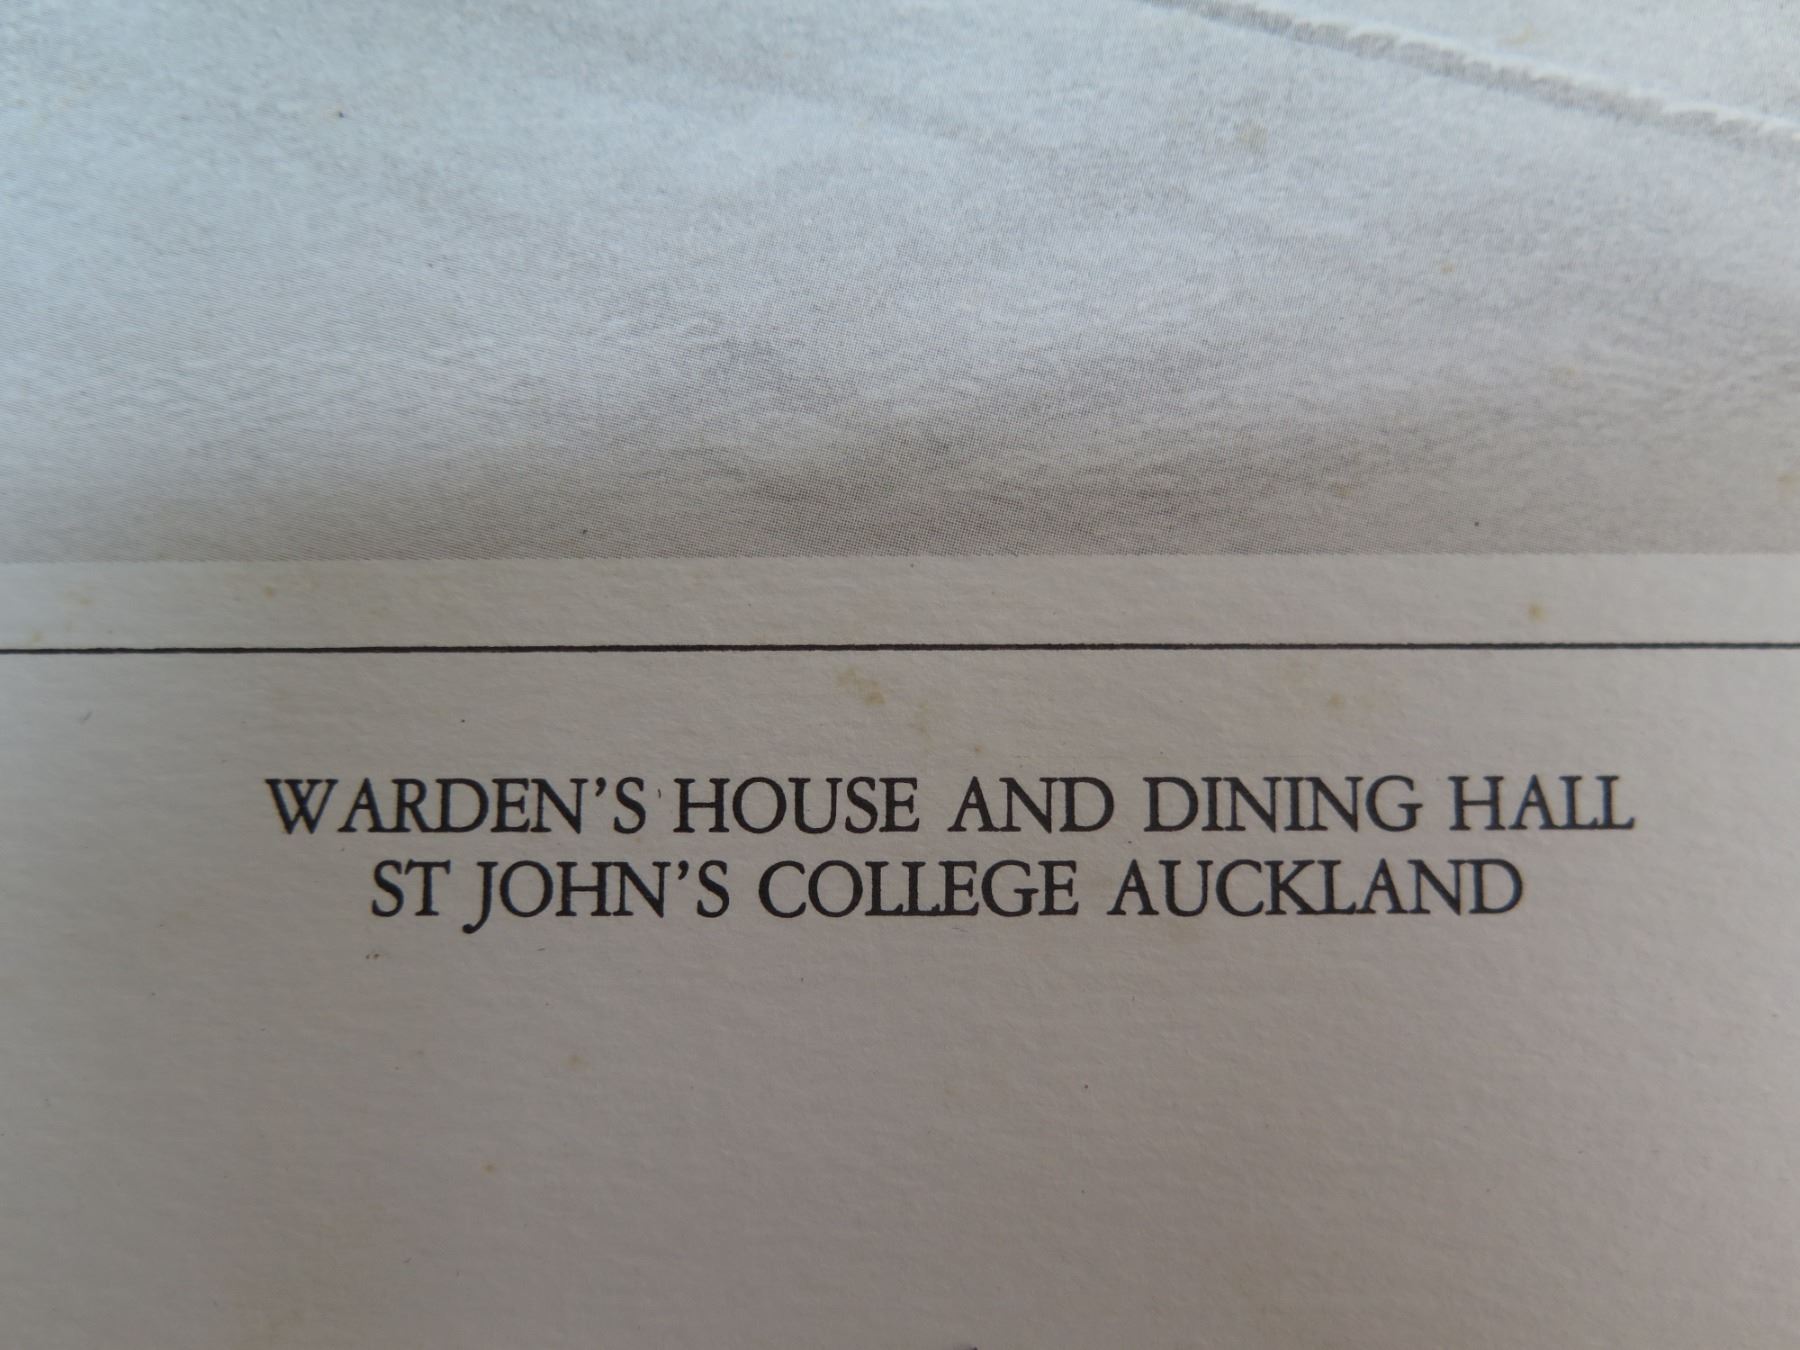 WARDEN’S HOUSE AND DINING HALL
ST JOHN’S COLLEGE AUCKLAND